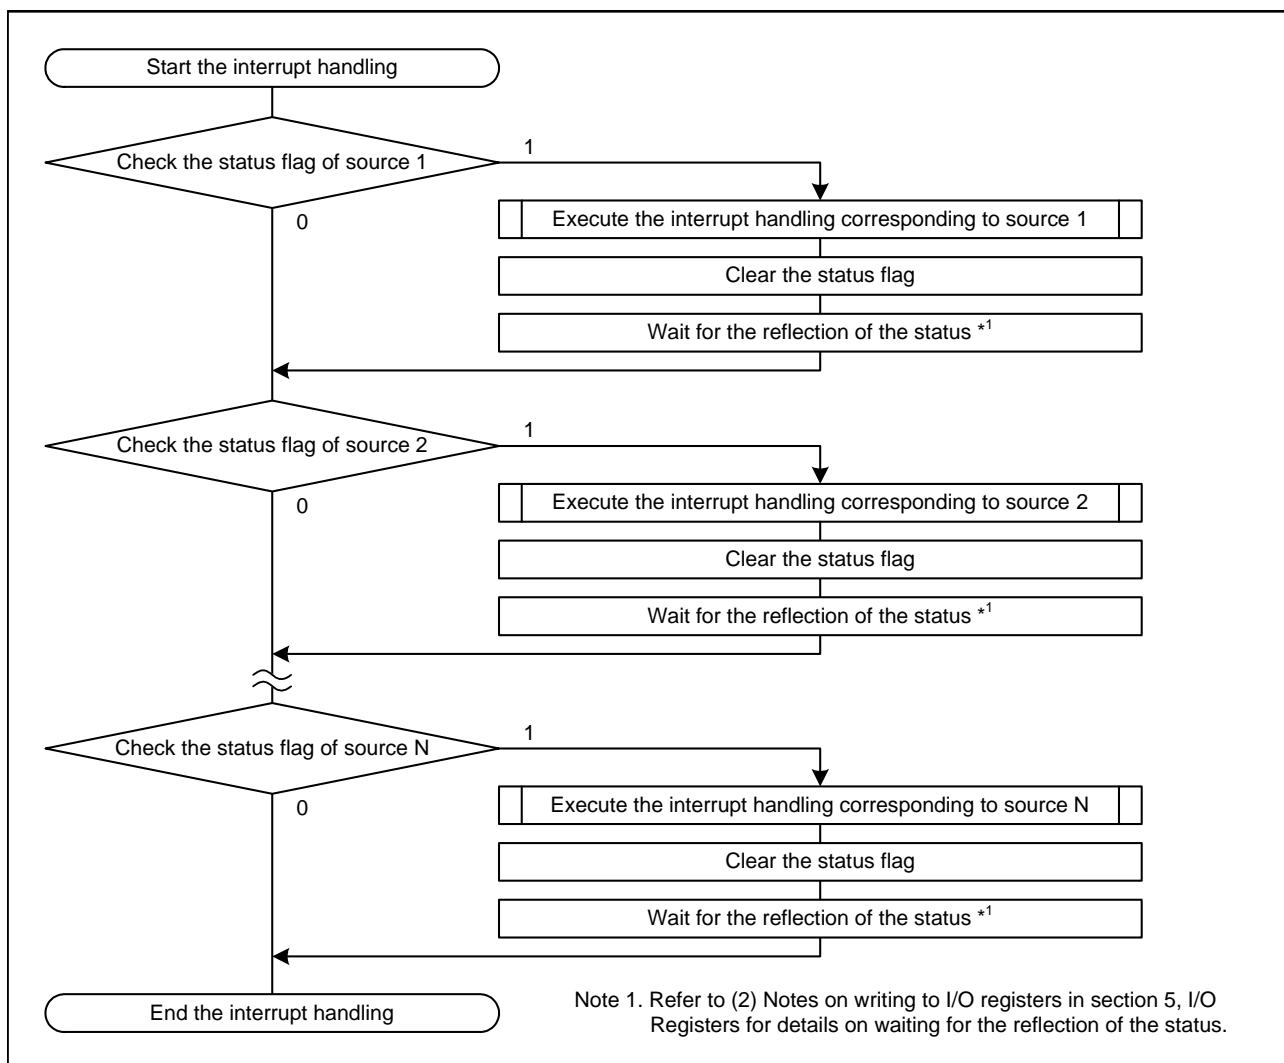 Start the interrupt handling
Check the status flag of source 1
1
0
Execute the interrupt handling corresponding to source 1
Clear the status flag
Wait for the reflection of the status *1
Check the status flag of source 2
1
0
Execute the interrupt handling corresponding to source 2
Clear the status flag
Wait for the reflection of the status *1
Check the status flag of source N
1
0
Execute the interrupt handling corresponding to source N
Clear the status flag
Wait for the reflection of the status *1
End the interrupt handling
Note 1. Refer to (2) Notes on writing to I/O registers in section 5, I/O
Registers for details on waiting for the reflection of the status.